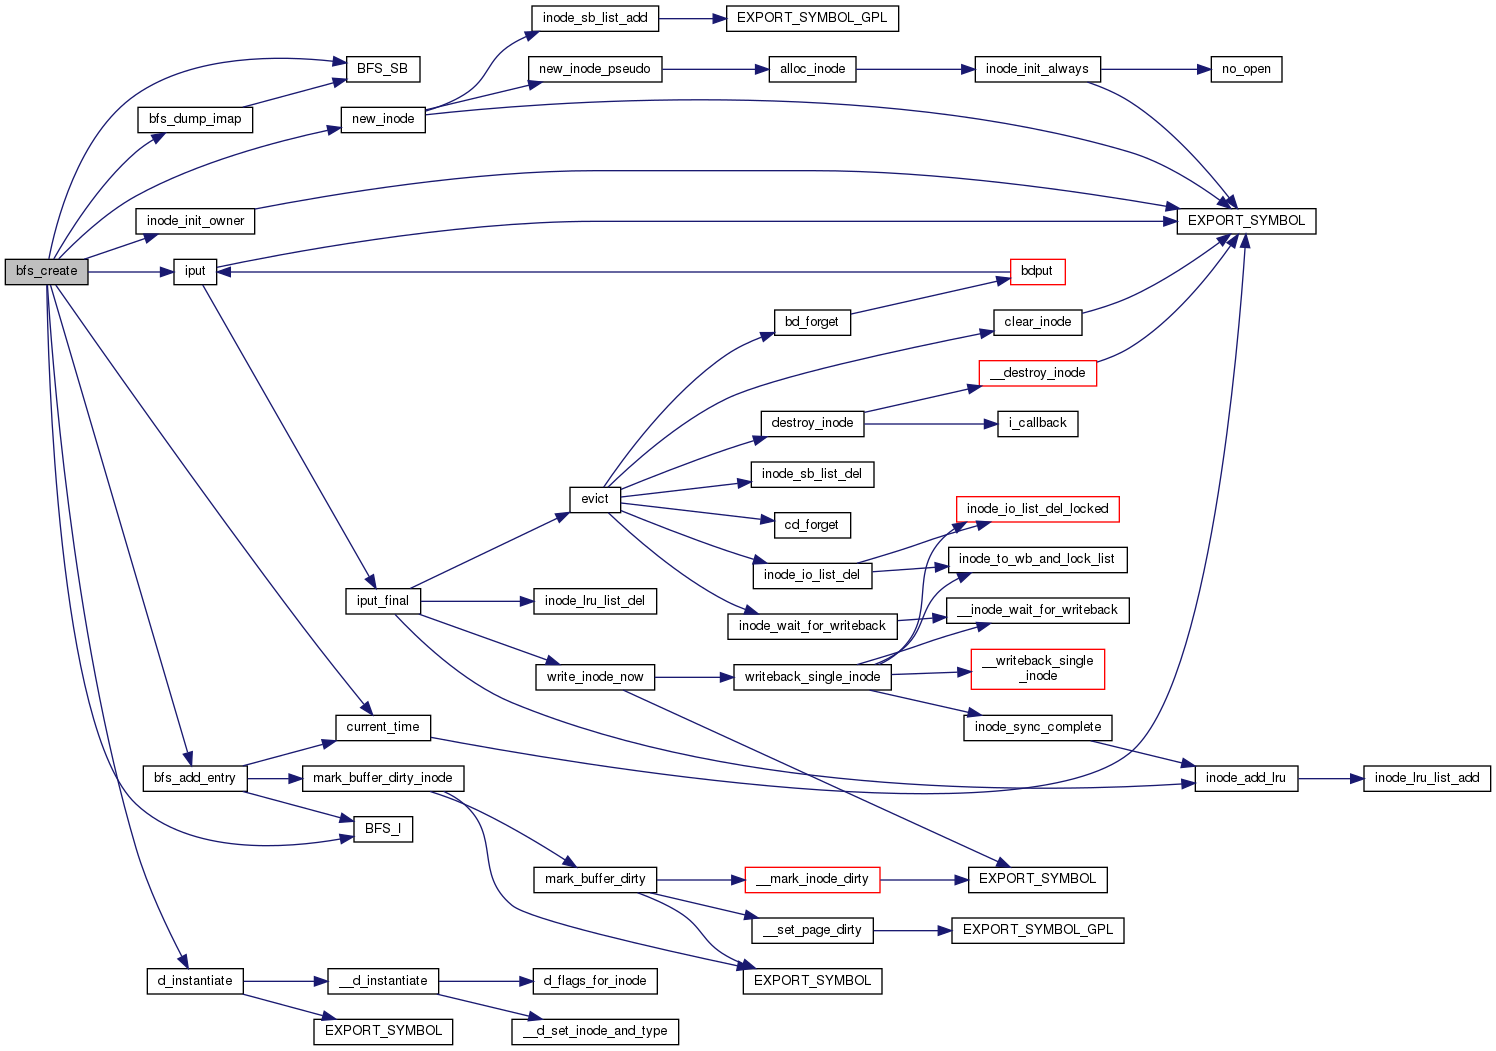 inode_sb_list_add
EXPORT_SYMBOL_GPL
BFS_SB
new_inode_pseudo
alloc_inode
inode_init_always
no_open
bfs_dump_imap
new_inode
inode_init_owner
EXPORT_SYMBOL
bfs_create
iput
bdput
bd_forget
clear_inode
__destroy_inode
destroy_inode
i_callback
inode_sb_list_del
evict
inode_io_list_del_locked
cd_forget
inode_to_wb_and_lock_list
inode_io_list_del
iput_final
inode_lru_list_del
__inode_wait_for_writeback
inode_wait_for_writeback
__writeback_single
_inode
write_inode_now
writeback_single_inode
current_time
inode_sync_complete
bfs_add_entry
mark_buffer_dirty_inode
inode_add_lru
inode_lru_list_add
BFS_I
mark_buffer_dirty
__mark_inode_dirty
EXPORT_SYMBOL
__set_page_dirty
EXPORT_SYMBOL_GPL
d_instantiate
__d_instantiate
d_flags_for_inode
EXPORT_SYMBOL
EXPORT_SYMBOL
__d_set_inode_and_type